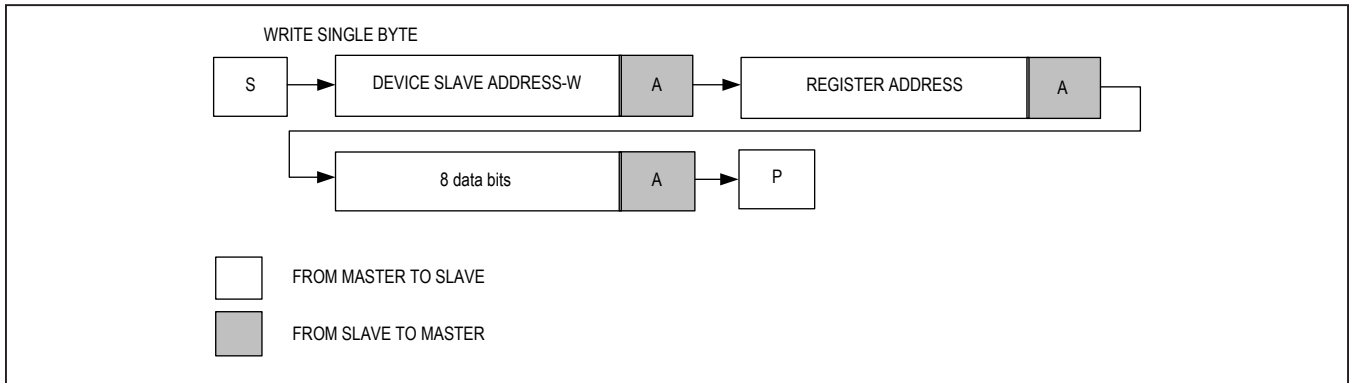 WRITE SINGLE BYTE
S DEVICE SLAVE ADDRESS-W A REGISTER ADDRESS A
8 data bits A P
FROM MASTER TO SLAVE
FROM SLAVE TO MASTER